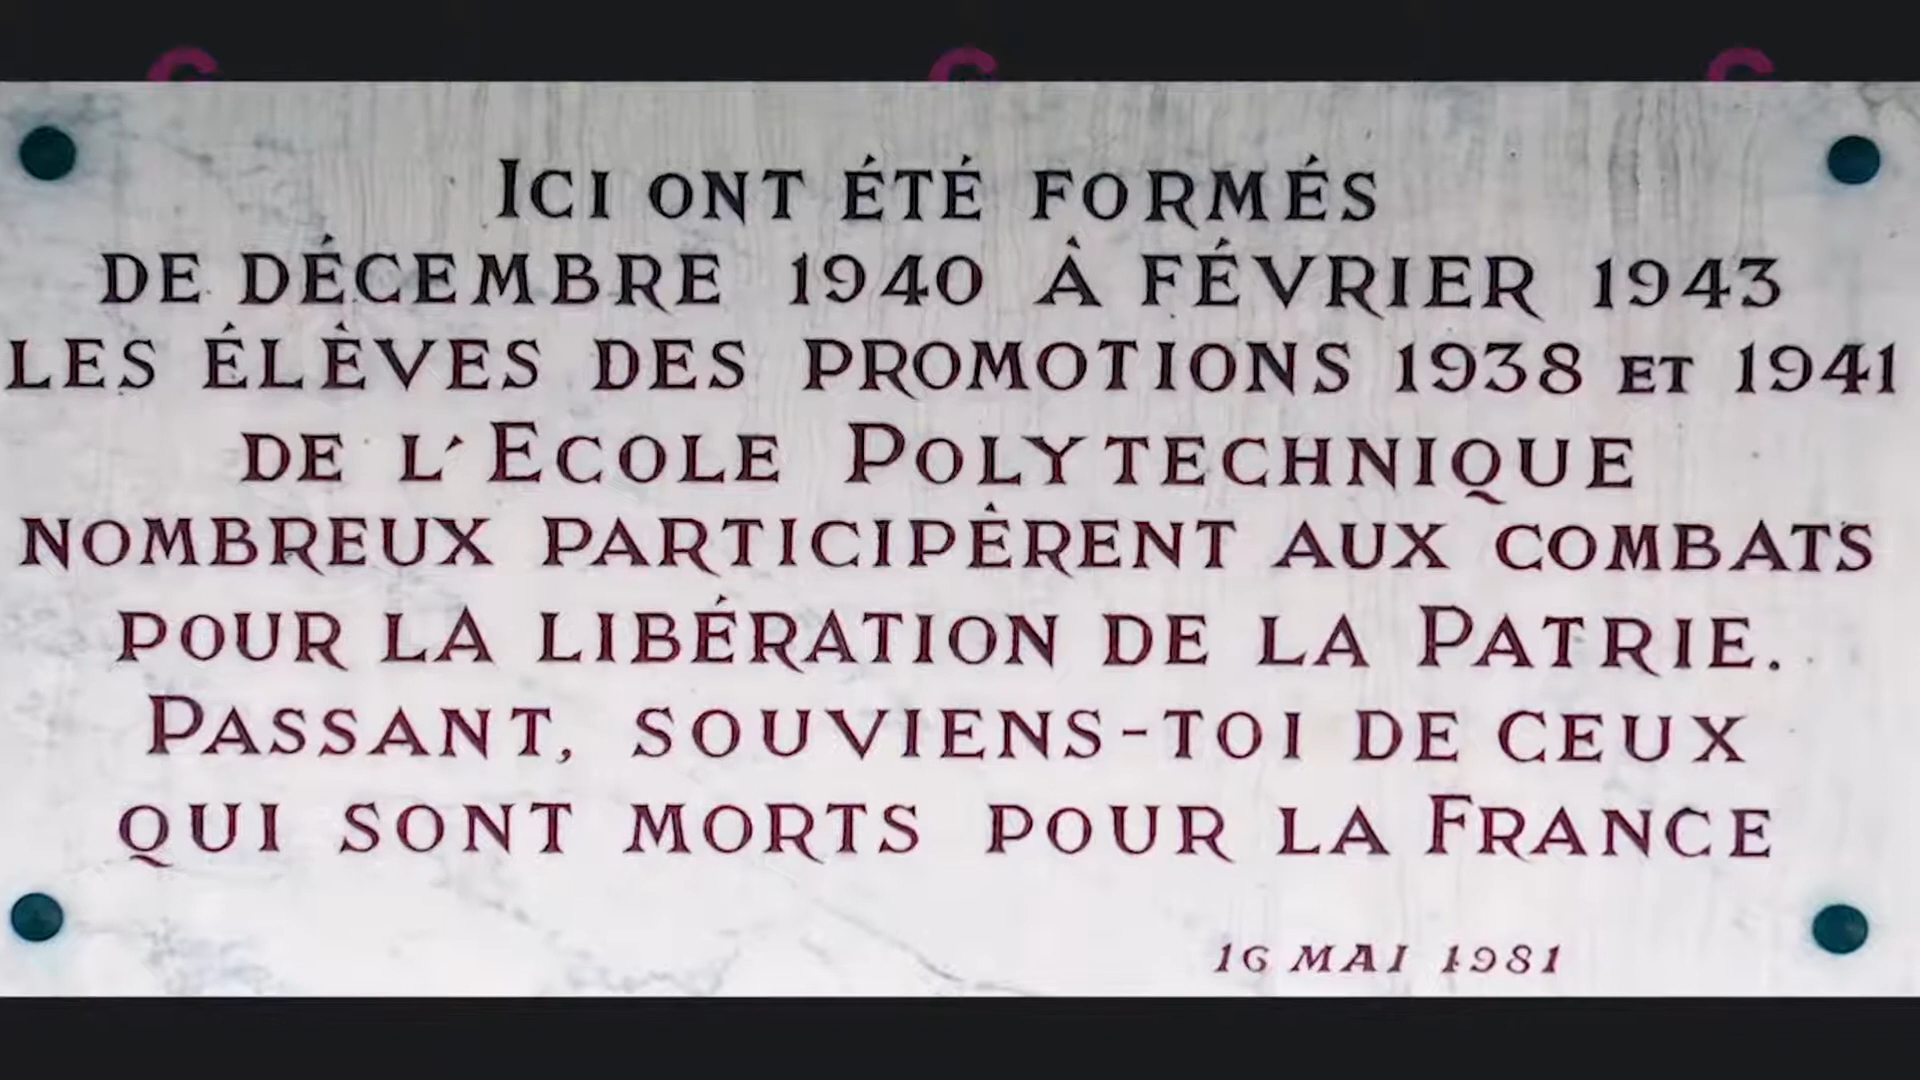 ICI ONT ÉTÉ FORMÉS
DE DÉCEMBRE 1940 À FÉVRIER 1943
LES ÉLÈVES DES PROMOTIONS 1938 ET 1941
DE L'ECOLE POLYTECHNIQUE
NOMBREUX PARTICIPÈRENT AUX COMBATS
POUR LA LIBÉRATION DE LA PATRIE.
PASSANT, SOUVIENS-TOI DE CEUX
QUI SONT MORTS POUR LA FRANCE
16 MAI 1981